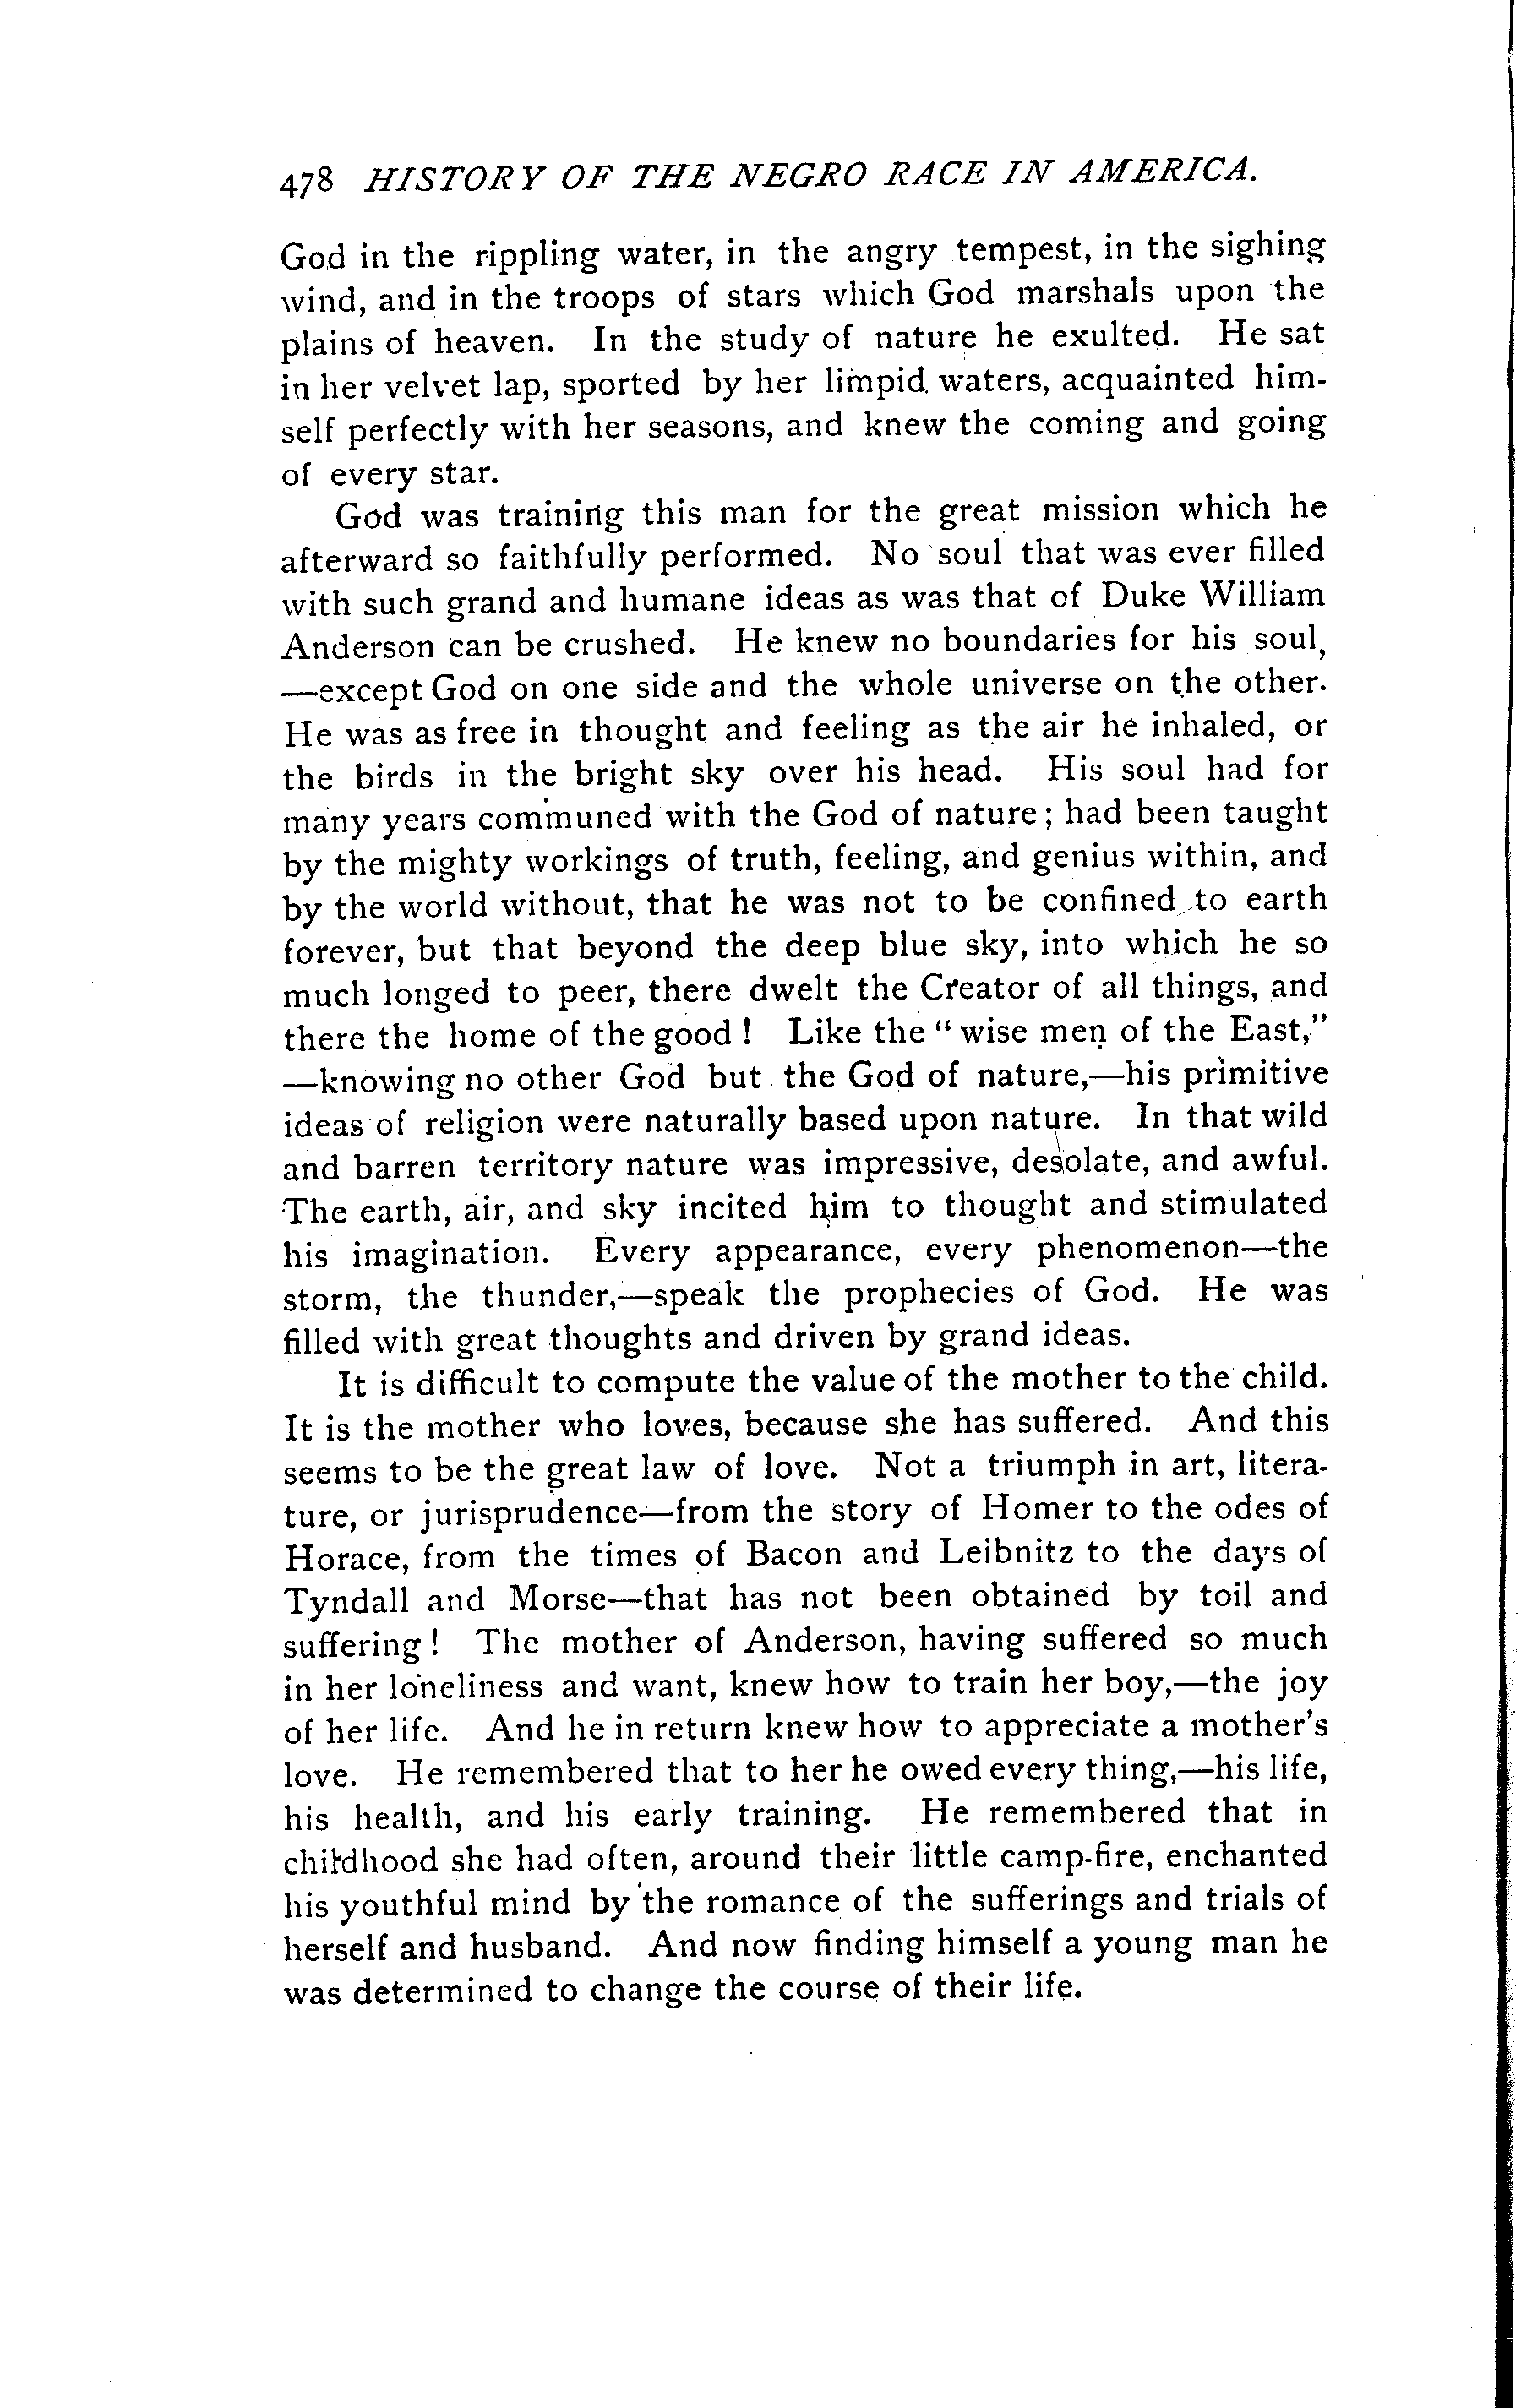 478 HISTORY OF THE NEGRO RACE IN AMERICA.
God in the rippling water, in the angry tempest, in the sighing
wind, and in the troops of stars which God marshals upon the
plains of heaven. In the study of nature he exulted. He sat
in her velvet lap, sported by her limpid waters, acquainted him-
self perfectly with her seasons, and knew the coming and going
of every star.
God was training this man for the great mission which he
afterward so faithfully performed. No soul that was ever filled
with such grand and humane ideas as was that of Duke William
Anderson can be crushed. He knew no boundaries for his soul,
—except God on one side and the whole universe on the other.
He was as free in thought and feeling as the air he inhaled, or
the birds in the bright sky over his head. His soul had for
many years communed with the God of nature; had been taught
by the mighty workings of truth, feeling, and genius within, and
by the world without, that he was not to be confined to earth
forever, but that beyond the deep blue sky, into which he so
much longed to peer, there dwelt the Creator of all things, and
there the home of the good! Like the "wise men of the East,"
—knowing no other God but the God of nature,—his primitive
ideas of religion were naturally based upon nature. In that wild
and barren territory nature was impressive, desolate, and awful.
The earth, air, and sky incited him to thought and stimulated
his imagination. Every appearance, every phenomenon—the
storm, the thunder,—speak the prophecies of God. He was
filled with great thoughts and driven by grand ideas.
It is difficult to compute the value of the mother to the child.
It is the mother who loves, because she has suffered. And this
seems to be the great law of love. Not a triumph in art, litera-
ture, or jurisprudence—from the story of Homer to the odes of
Horace, from the times of Bacon and Leibnitz to the days of
Tyndall and Morse—that has not been obtained by toil and
suffering! The mother of Anderson, having suffered so much
in her loneliness and want, knew how to train her boy,—the joy
of her life. And he in return knew how to appreciate a mother's
love. He remembered that to her he owed every thing,—his life,
his health, and his early training. He remembered that in
childhood she had often, around their little camp-fire, enchanted
his youthful mind by the romance of the sufferings and trials of
herself and husband. And now finding himself a young man he
was determined to change the course of their life.